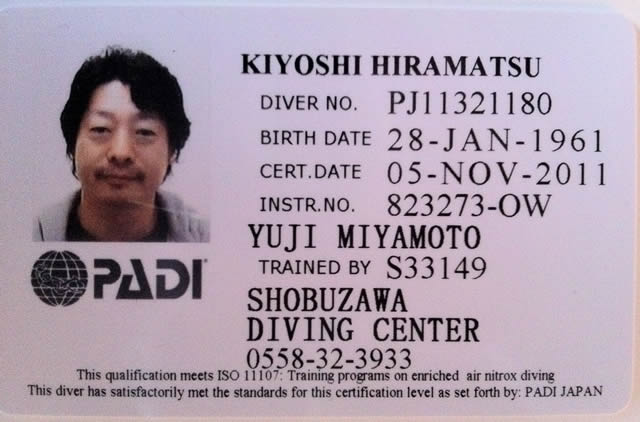 KIYOSHI HIRAMATSU
DIVER NO. PJ11321180
BIRTH DATE 28-JAN-1961
CERT.DATE 05-NOV-2011
INSTR.NO. 823273-OW
YUJI MIYAMOTO
TRAINED BY S33149
PADI
SHOBUZAWA
DIVING CENTER
0558-32-3933
This qualification meets ISO 11107: Training programs on enriched air nitrox diving
This diver has satisfactorily met the standards for this certification level as set forth by: PADI JAPAN